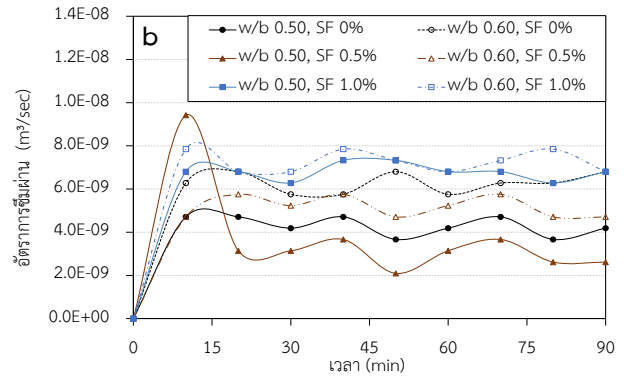 b
w/b 0.50, SF 0%
w/b 0.60, SF 0%
w/b 0.50, SF 0.5%
w/b 0.60, SF 0.5%
w/b 0.50, SF 1.0%
w/b 0.60, SF 1.0%
อัตราการซึมผ่าน (m³/sec)
1.4E-08
1.2E-08
1.0E-08
8.0E-09
6.0E-09
4.0E-09
2.0E-09
0.0E+00
0 15 30 45 60 75 90
เวลา (min)